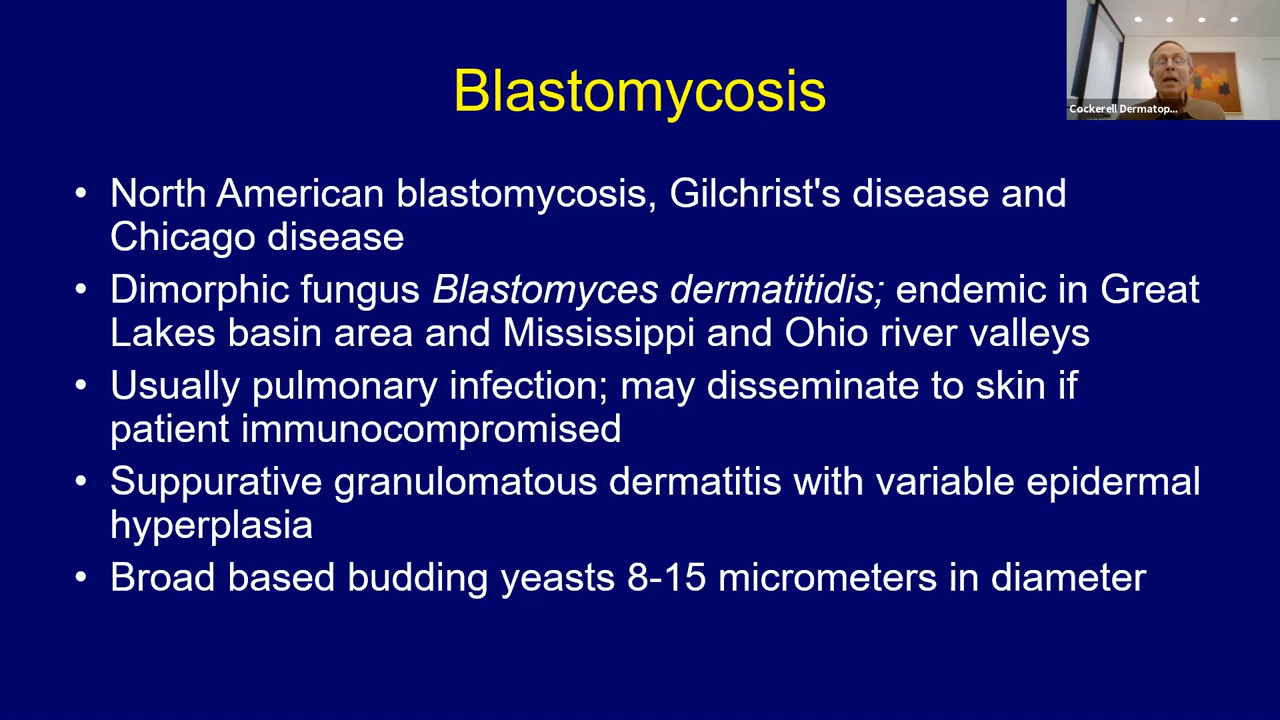 Blastomycosis
Cockerell Dermatop...
• North American blastomycosis, Gilchrist's disease and
Chicago disease
• Dimorphic fungus Blastomyces dermatitidis; endemic in Great
Lakes basin area and Mississippi and Ohio river valleys
• Usually pulmonary infection; may disseminate to skin if
patient immunocompromised
• Suppurative granulomatous dermatitis with variable epidermal
hyperplasia
• Broad based budding yeasts 8-15 micrometers in diameter